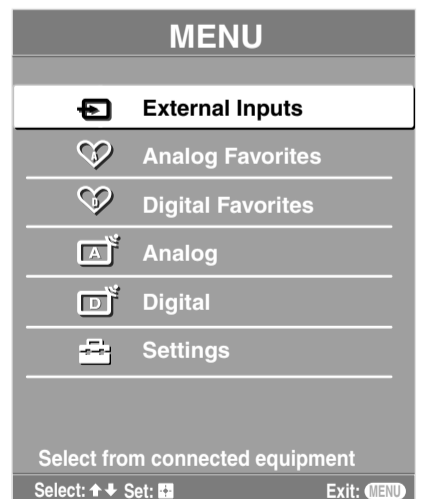 MENU
External Inputs
A Analog Favorites
D Digital Favorites
A Analog
D Digital
Settings
Select from connected equipment
Select: Set: Exit: MENU